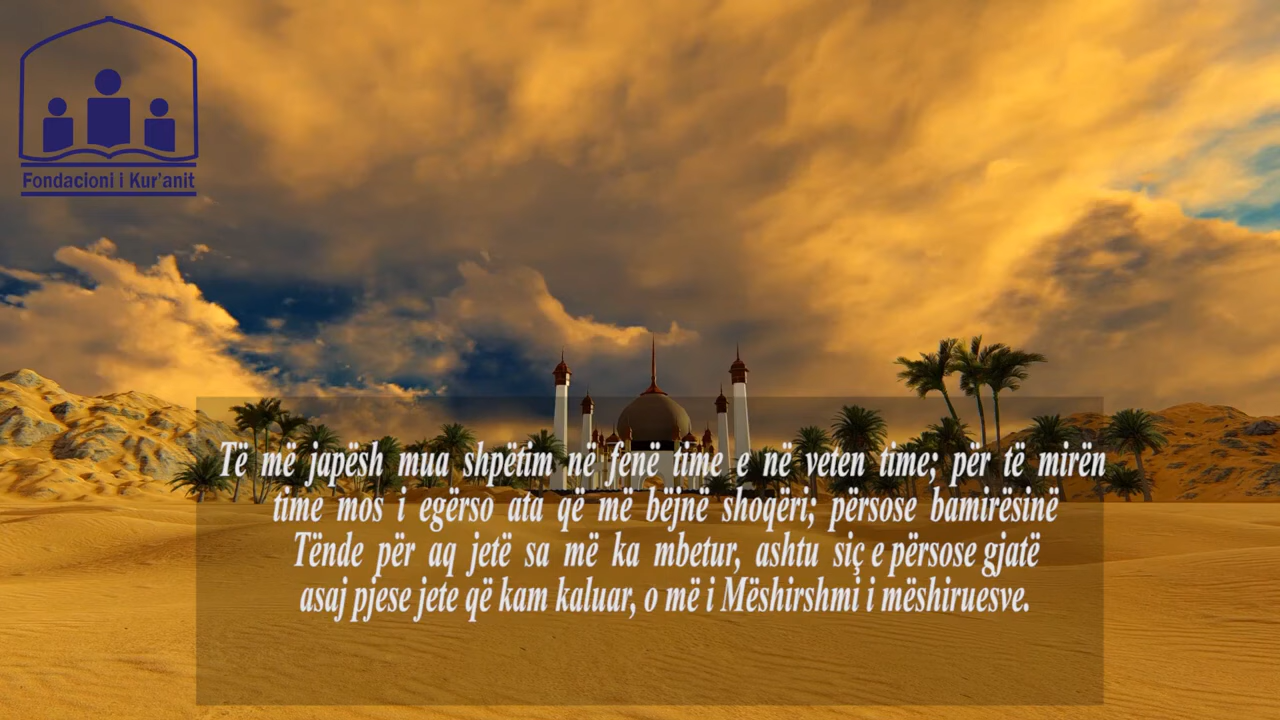 Fondacioni i Kur'anit
Të më japësh mua shpëtim në fenë time e në veten time; për të mirën
time mos i egërso ata që më bëjnë shoqëri; përsose bamirësinë
Tënde për aq jetë sa më ka mbetur, ashtu siç e përsose gjatë
asaj pjese jete që kam kaluar, o më i Mëshirshmi i mëshiruesve.